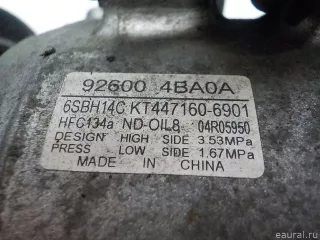 92600 4BA0A
6SBH14C KT447160-6901
HFC134a ND-OIL8 04R05950
DESIGN HIGH SIDE 3.53MPa
PRESS LOW SIDE 1.67MPa
MADE IN CHINA
© eaural.ru